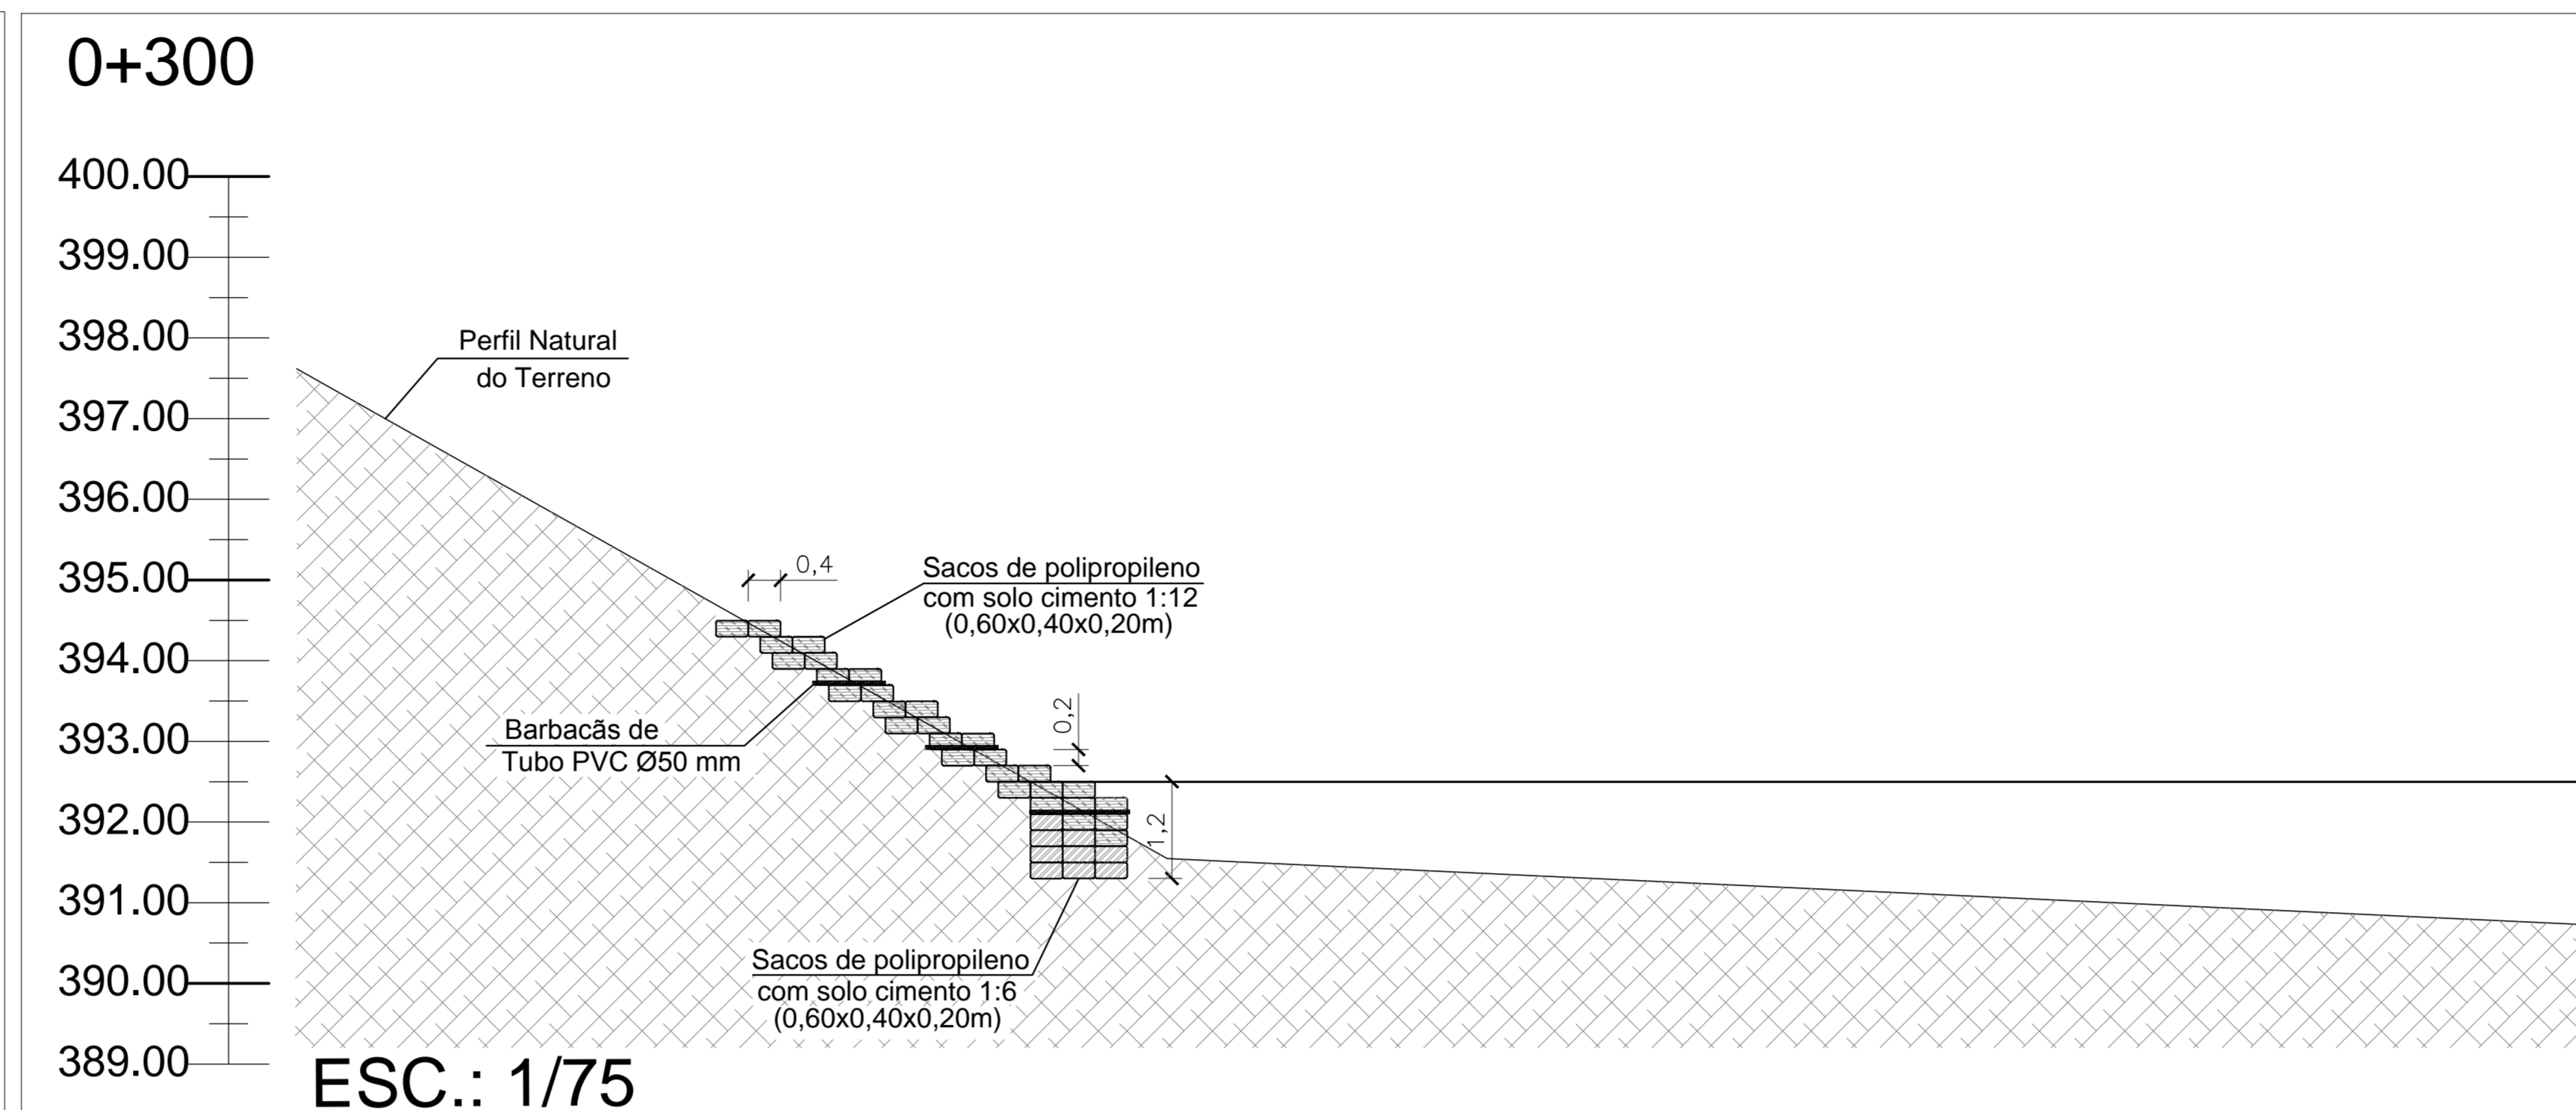 0+300
400.00
399.00
398.00
397.00
396.00
395.00
394.00
393.00
392.00
391.00
390.00
389.00
Perfil Natural
do Terreno
0,4
Sacos de polipropileno
com solo cimento 1:12
(0,60x0,40x0,20m)
Barbacãs de
Tubo PVC Ø50 mm
0,2
1,2
Sacos de polipropileno
com solo cimento 1:6
(0,60x0,40x0,20m)
ESC.: 1/75